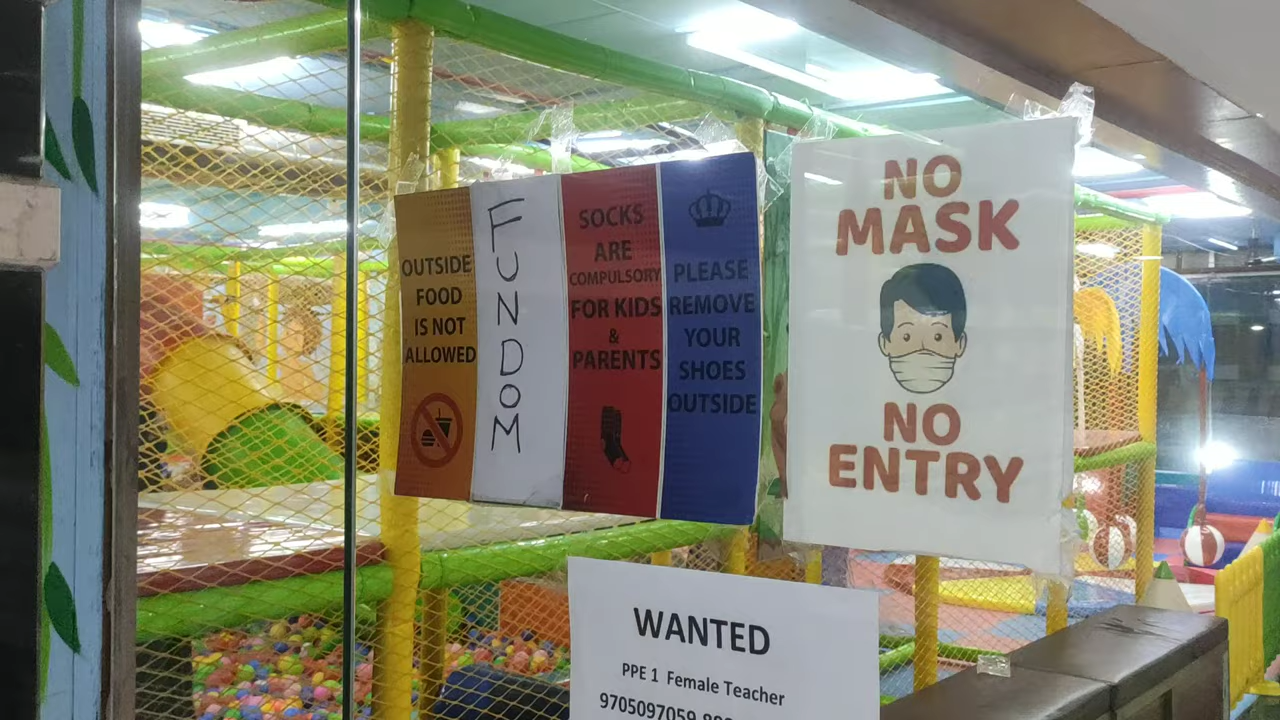 OUTSIDE
FOOD
IS NOT
ALLOWED
FUNDOM
SOCKS
ARE
COMPULSORY
FOR KIDS
&
PARENTS
PLEASE
REMOVE
YOUR
SHOES
OUTSIDE
NO
MASK
NO
ENTRY
WANTED
PPE 1 Female Teacher
9705097059